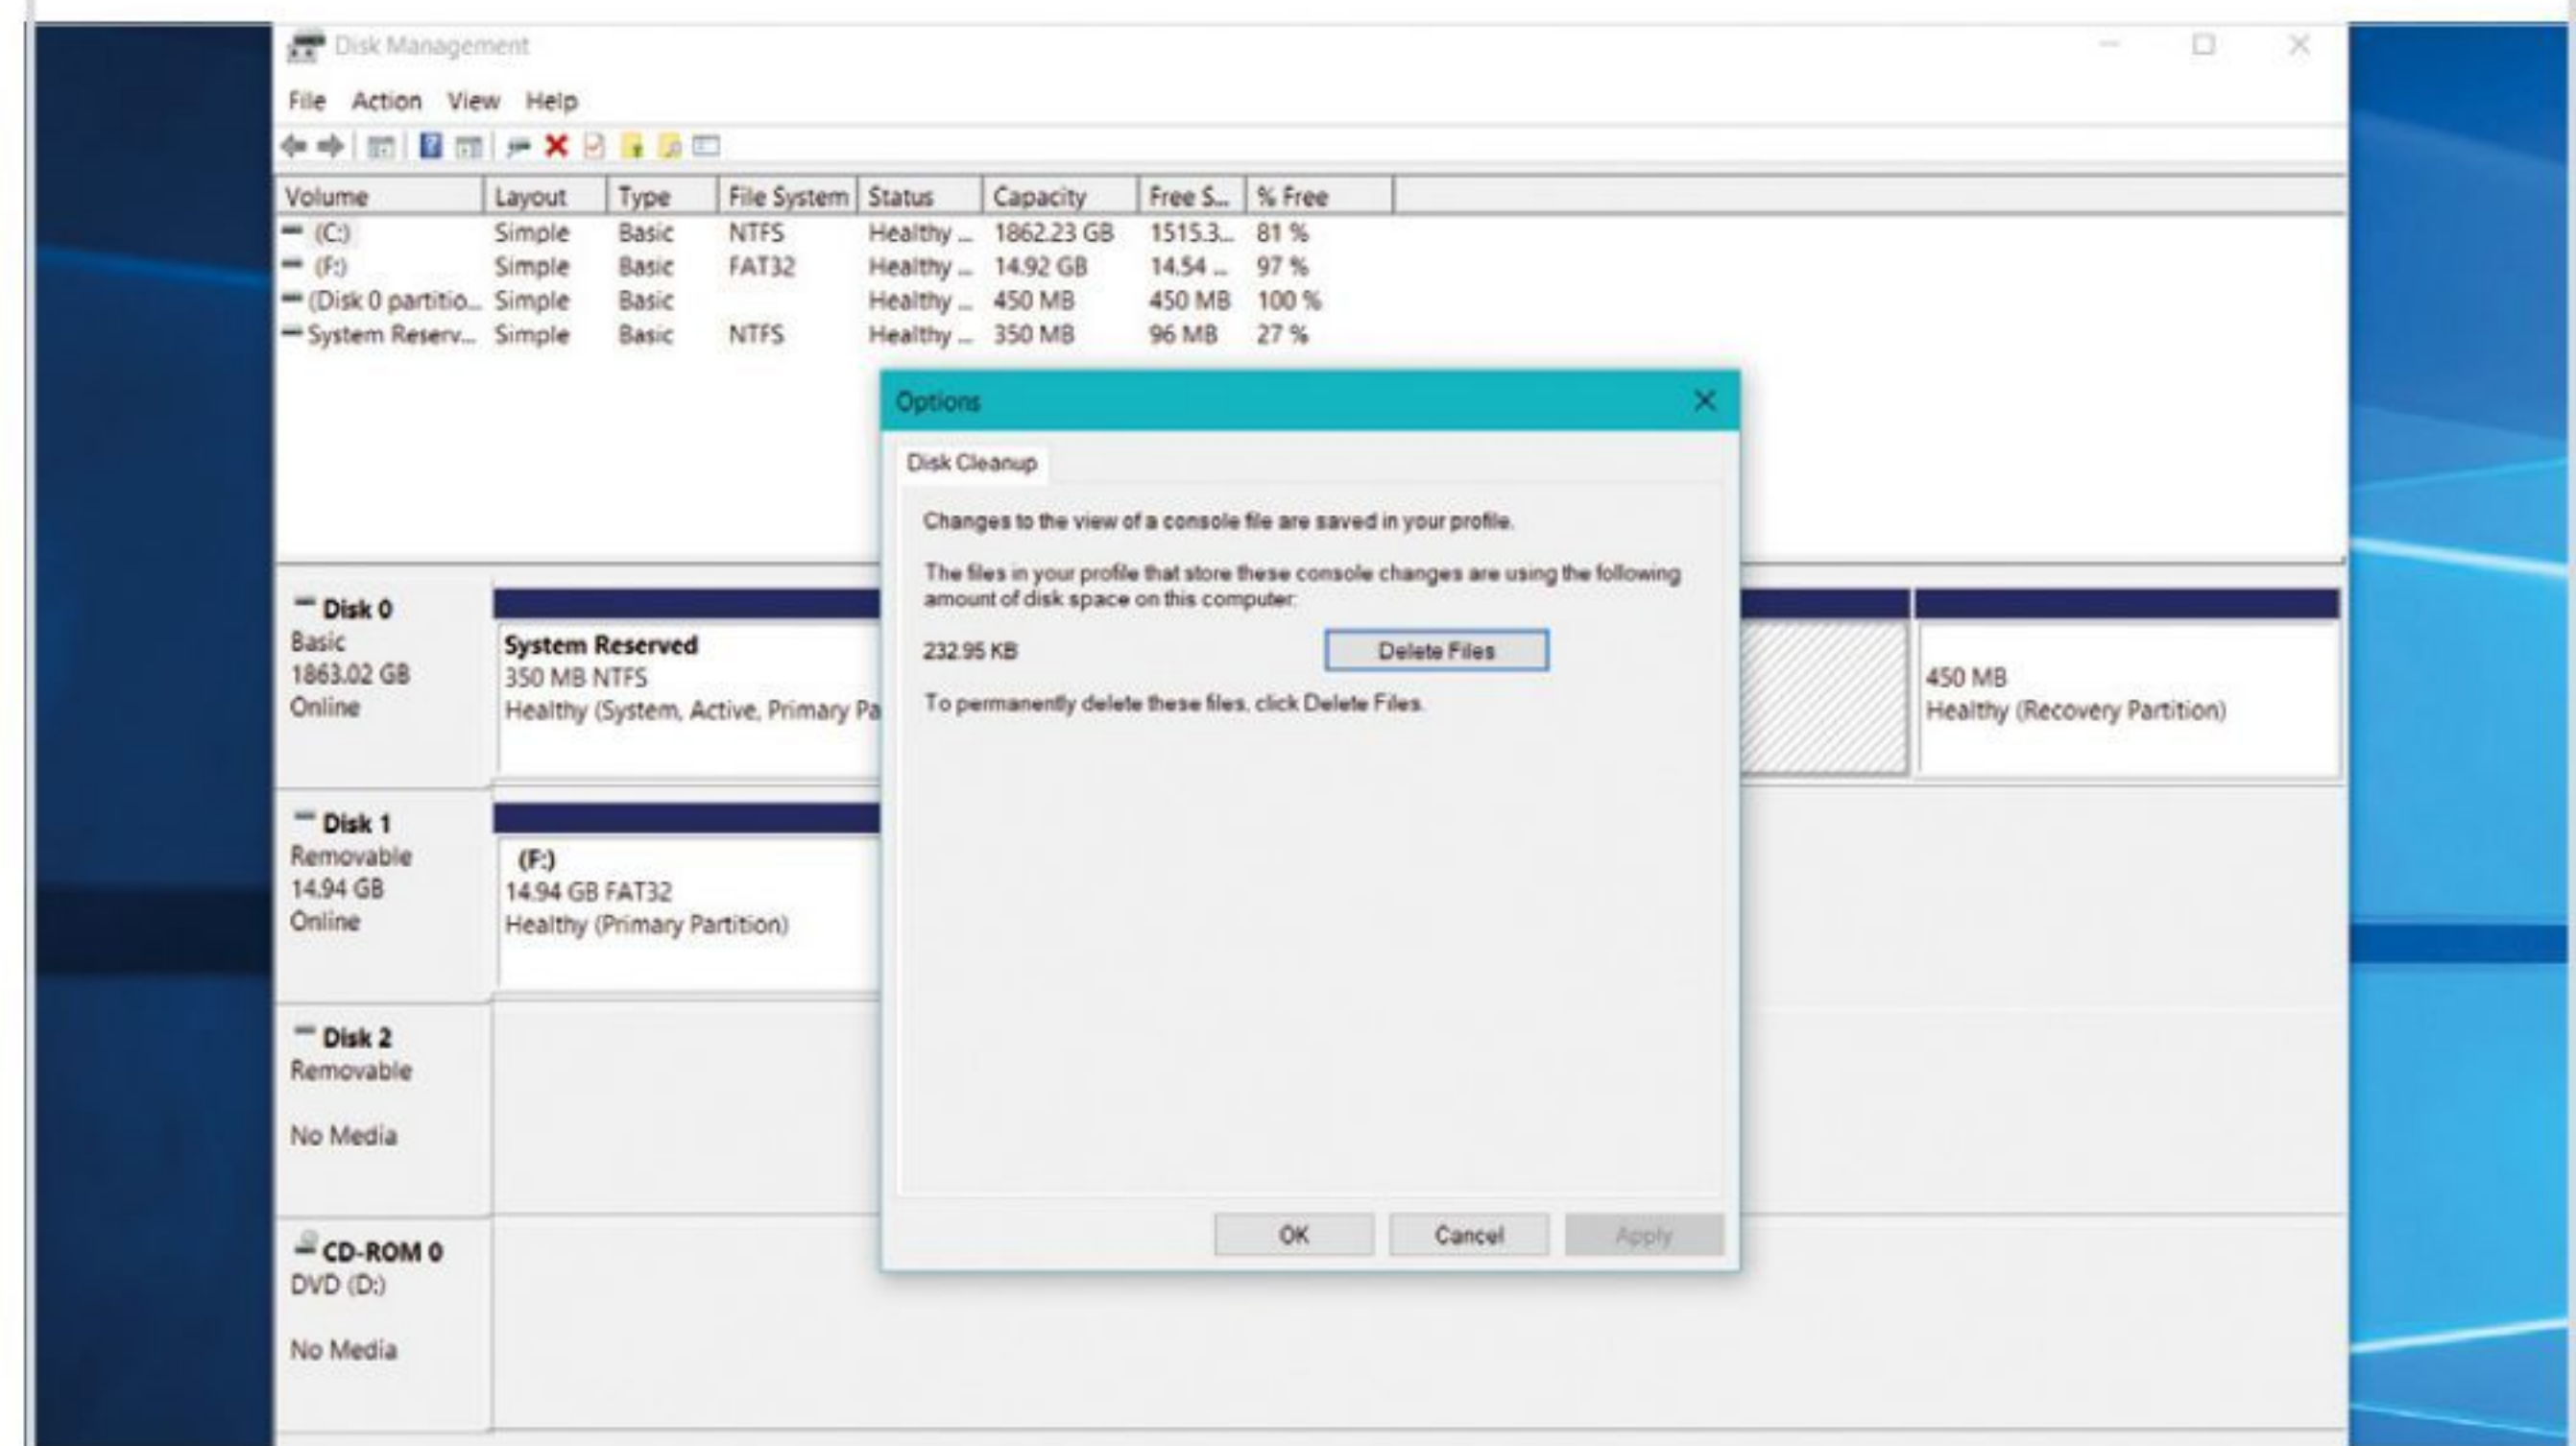 Disk Management
File Action View Help
Volume Layout Type File System Status Capacity Free S... % Free
(C:) Simple Basic NTFS Healthy ... 1862.23 GB 1515.3... 81 %
(F:) Simple Basic FAT32 Healthy ... 14.92 GB 14.54 ... 97 %
(Disk 0 partitio... Simple Basic Healthy ... 450 MB 450 MB 100 %
System Reserv... Simple Basic NTFS Healthy ... 350 MB 96 MB 27 %
Options
Disk Cleanup
Changes to the view of a console file are saved in your profile.
The files in your profile that store these console changes are using the following
amount of disk space on this computer:
232.95 KB Delete Files
To permanently delete these files, click Delete Files.
OK Cancel Apply
Disk 0
Basic
1863.02 GB
Online
System Reserved
350 MB NTFS
Healthy (System, Active, Primary Pa
450 MB
Healthy (Recovery Partition)
Disk 1
Removable
14.94 GB
Online
(F:)
14.94 GB FAT32
Healthy (Primary Partition)
Disk 2
Removable
No Media
CD-ROM 0
DVD (D:)
No Media